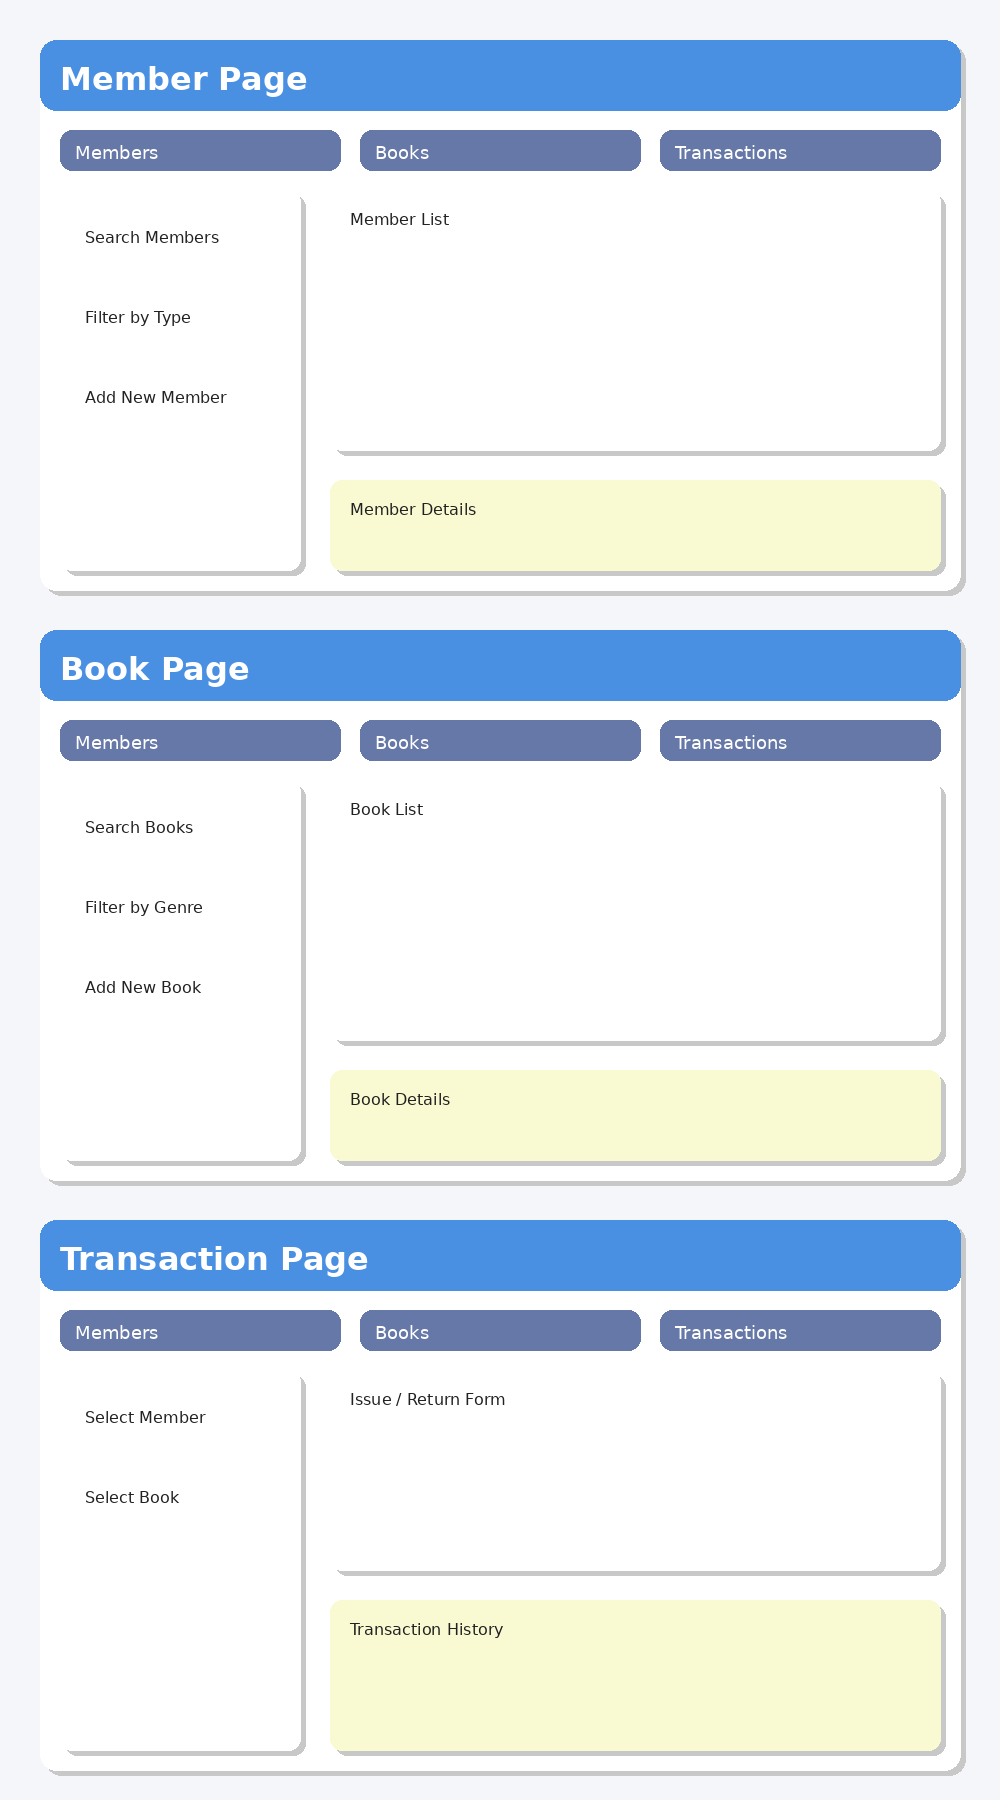 Member Page
Members
Books
Transactions
Search Members
Filter by Type
Add New Member
Member List
Member Details
Book Page
Members
Books
Transactions
Search Books
Filter by Genre
Add New Book
Book List
Book Details
Transaction Page
Members
Books
Transactions
Select Member
Select Book
Issue / Return Form
Transaction History